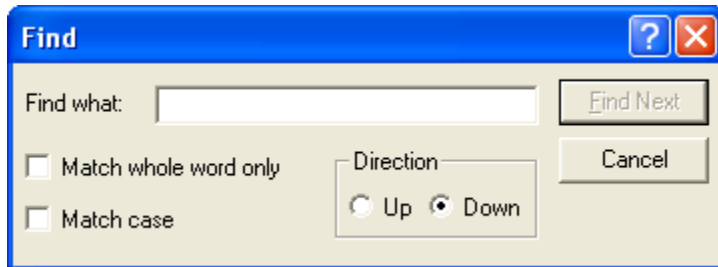 Find
Find what:
Find Next
Match whole word only
Direction
Cancel
Match case
Up
Down